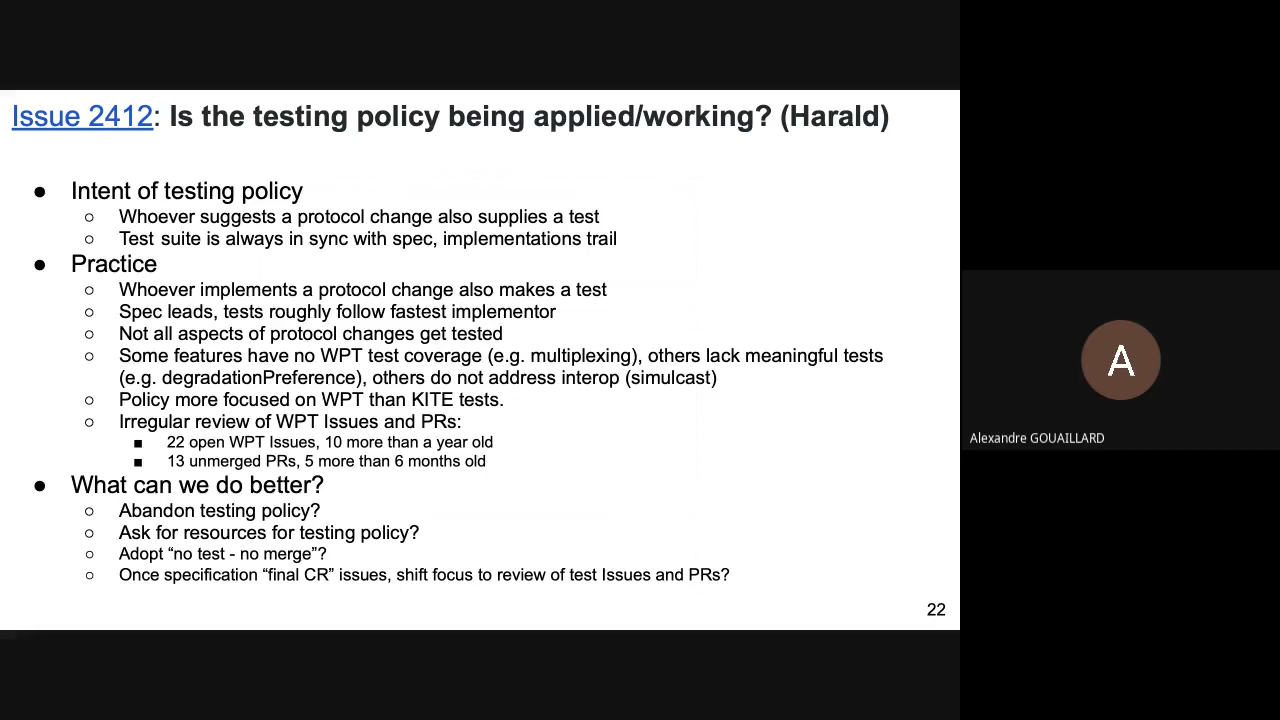 Issue 2412: Is the testing policy being applied/working? (Harald)
● Intent of testing policy
○ Whoever suggests a protocol change also supplies a test
○ Test suite is always in sync with spec, implementations trail
● Practice
○ Whoever implements a protocol change also makes a test
○ Spec leads, tests roughly follow fastest implementor
○ Not all aspects of protocol changes get tested
○ Some features have no WPT test coverage (e.g. multiplexing), others lack meaningful tests
(e.g. degradationPreference), others do not address interop (simulcast)
○ Policy more focused on WPT than KITE tests.
○ Irregular review of WPT Issues and PRs:
■ 22 open WPT Issues, 10 more than a year old
■ 13 unmerged PRs, 5 more than 6 months old
● What can we do better?
○ Abandon testing policy?
○ Ask for resources for testing policy?
○ Adopt “no test - no merge”?
○ Once specification “final CR” issues, shift focus to review of test Issues and PRs?
22
A
Alexandre GOUAILLARD